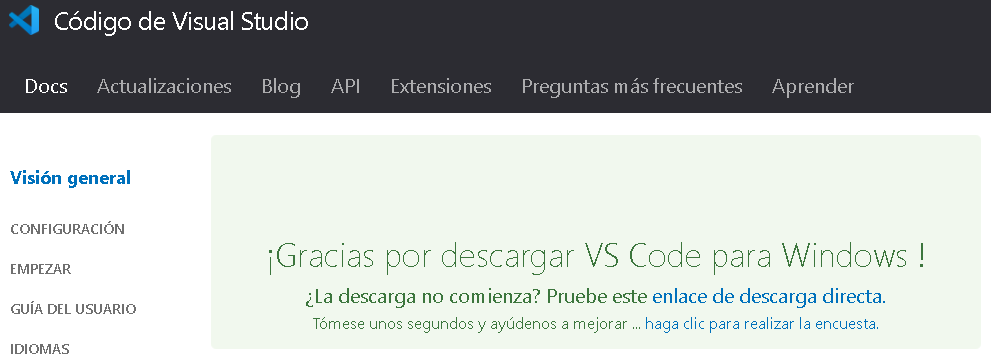 Código de Visual Studio
Docs Actualizaciones Blog API Extensiones Preguntas más frecuentes Aprender
Visión general
CONFIGURACIÓN
EMPEZAR
GUÍA DEL USUARIO
IDIOMAS
¡Gracias por descargar VS Code para Windows !
¿La descarga no comienza? Pruebe este enlace de descarga directa.
Tómese unos segundos y ayúdenos a mejorar ... haga clic para realizar la encuesta.